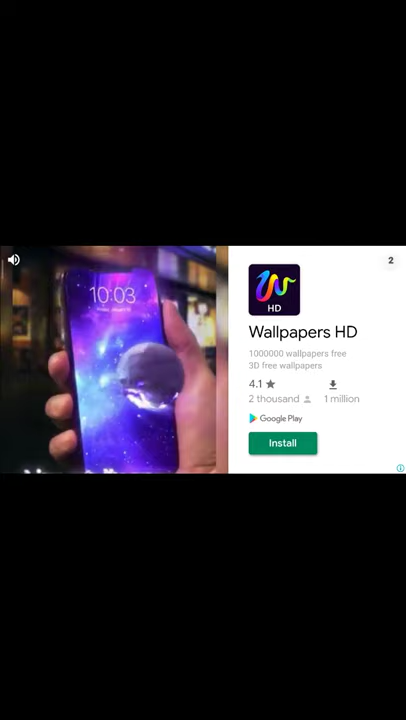 2
10:03
HD
Wallpapers HD
1000000 wallpapers free
3D free wallpapers
4.1
2 thousand
1 million
Google Play
Install